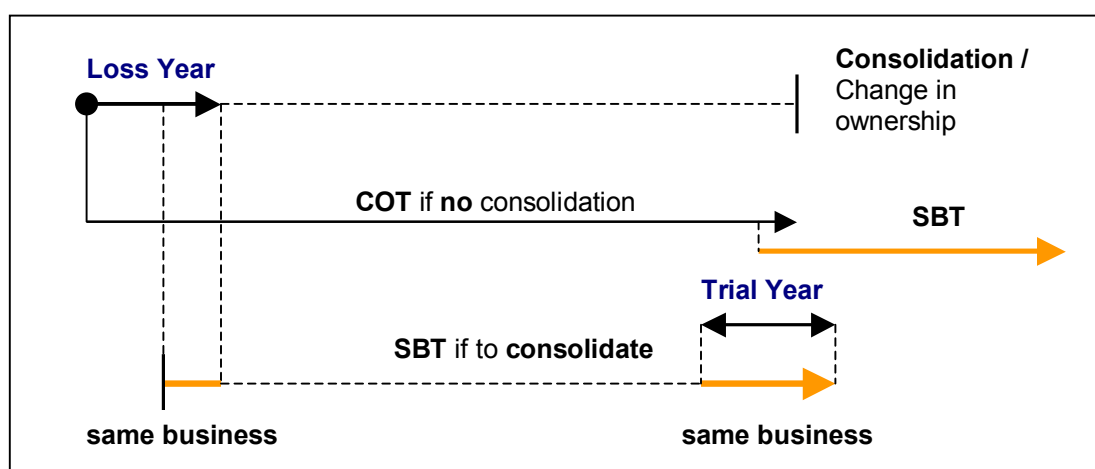 Loss Year
Consolidation /
Change in
ownership
COT if no consolidation
SBT
Trial Year
SBT if to consolidate
same business
same business